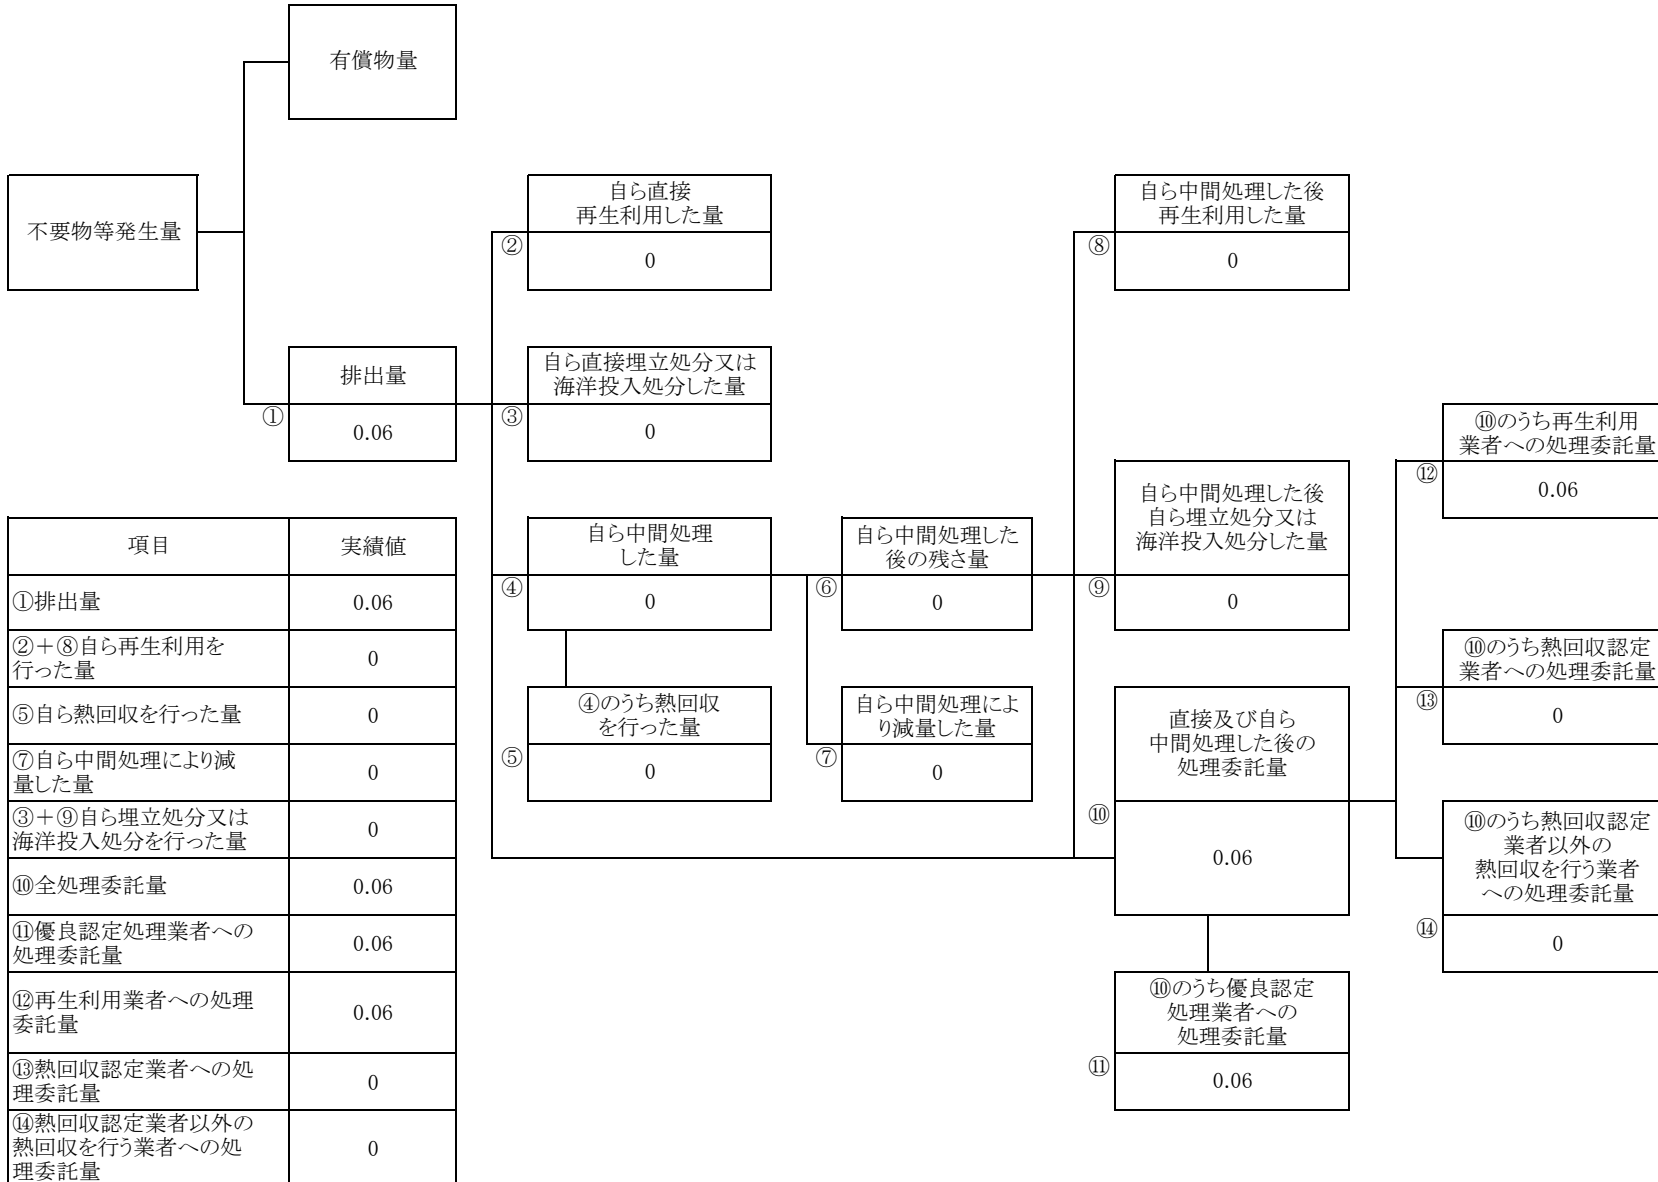 有償物量
不要物等発生量
自ら直接
再生利用した量
②
0
自ら中間処理した後
再生利用した量
⑧
0
排出量
①
0.06
自ら直接埋立処分又は
海洋投入処分した量
③
0
⑩のうち再生利用
業者への処理委託量
⑫
0.06
自ら中間処理
した量
④
0
自ら中間処理した
後の残さ量
⑥
0
自ら中間処理した後
自ら埋立処分又は
海洋投入処分した量
⑨
0
⑩のうち熱回収認定
業者への処理委託量
⑬
0
④のうち熱回収
を行った量
⑤
0
自ら中間処理によ
り減量した量
⑦
0
直接及び自ら
中間処理した後の
処理委託量
⑩
0.06
⑩のうち熱回収認定
業者以外の
熱回収を行う業者
への処理委託量
⑭
0
⑩のうち優良認定
処理業者への
処理委託量
⑪
0.06
項目 実績値
①排出量 0.06
②+⑧自ら再生利用を
行った量 0
⑤自ら熱回収を行った量 0
⑦自ら中間処理により減
量した量 0
③+⑨自ら埋立処分又は
海洋投入処分を行った量 0
⑩全処理委託量 0.06
⑪優良認定処理業者への
処理委託量 0.06
⑫再生利用業者への処理
委託量 0.06
⑬熱回収認定業者への処
理委託量 0
⑭熱回収認定業者以外の
熱回収を行う業者への処
理委託量 0